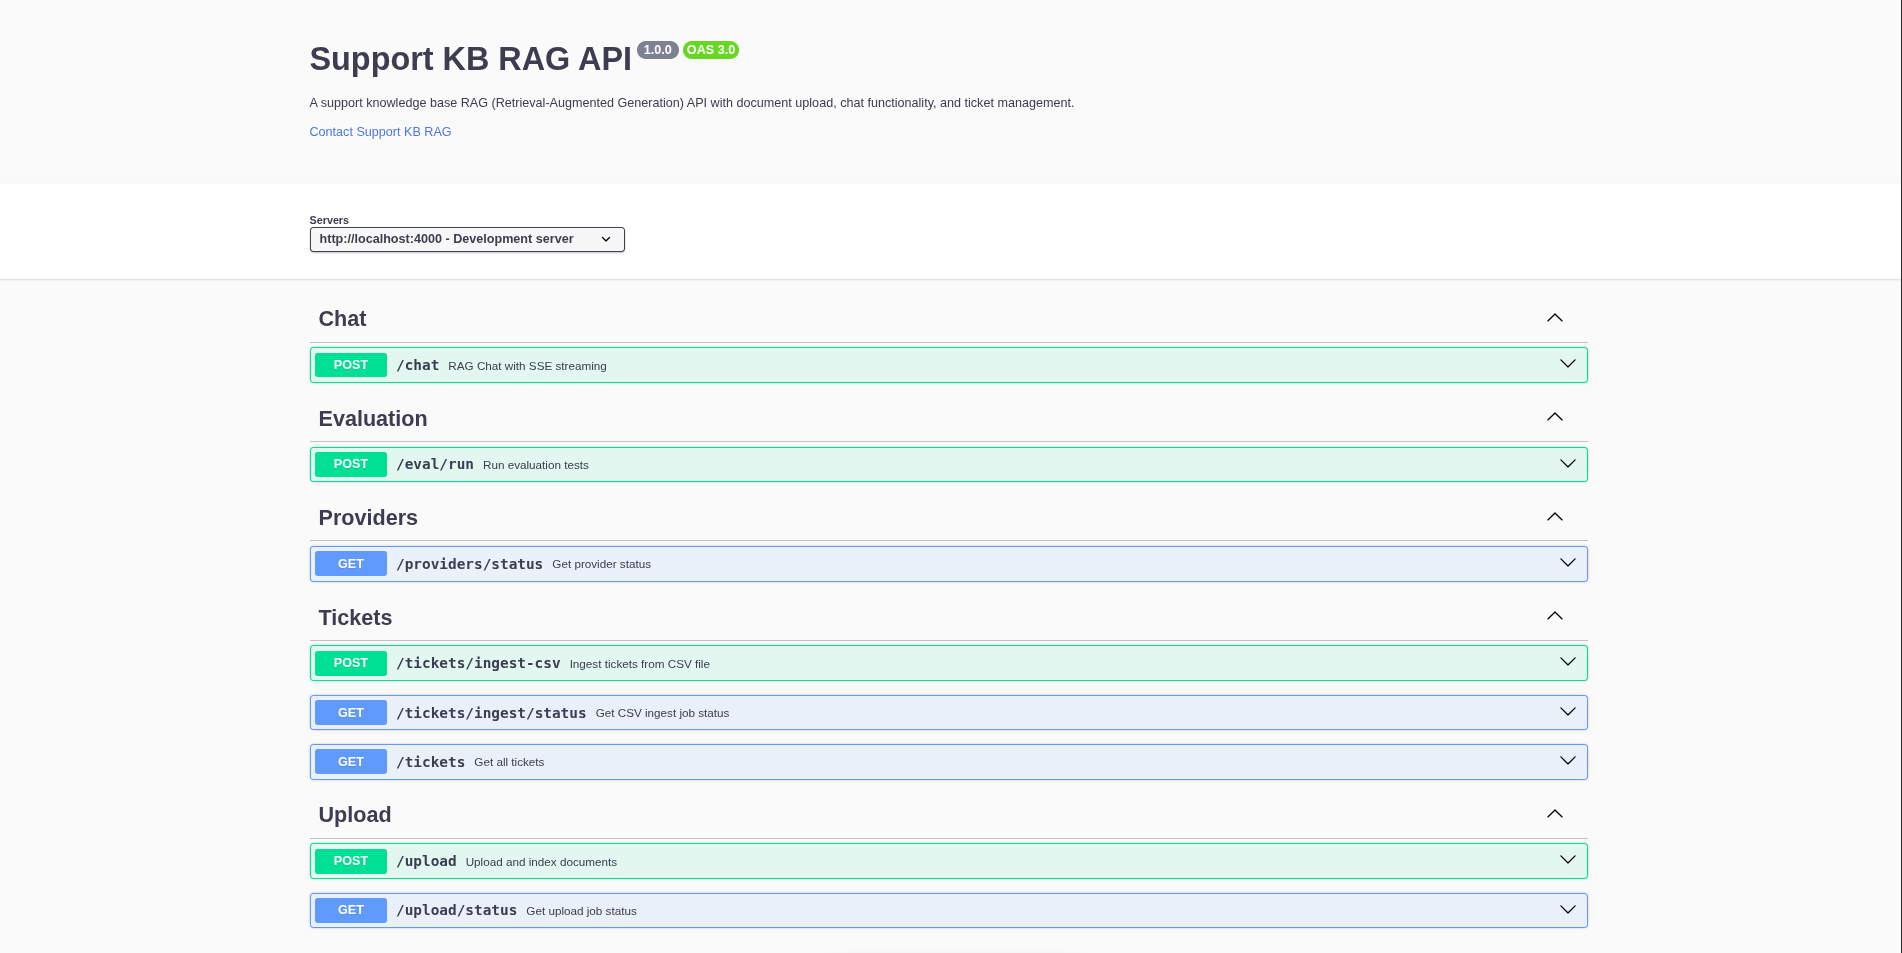 Support KB RAG API 1.0.0 OAS 3.0
A support knowledge base RAG (Retrieval-Augmented Generation) API with document upload, chat functionality, and ticket management.
Contact Support KB RAG
Servers
http://localhost:4000 - Development server
Chat
POST /chat RAG Chat with SSE streaming
Evaluation
POST /eval/run Run evaluation tests
Providers
GET /providers/status Get provider status
Tickets
POST /tickets/ingest-csv Ingest tickets from CSV file
GET /tickets/ingest/status Get CSV ingest job status
GET /tickets Get all tickets
Upload
POST /upload Upload and index documents
GET /upload/status Get upload job status